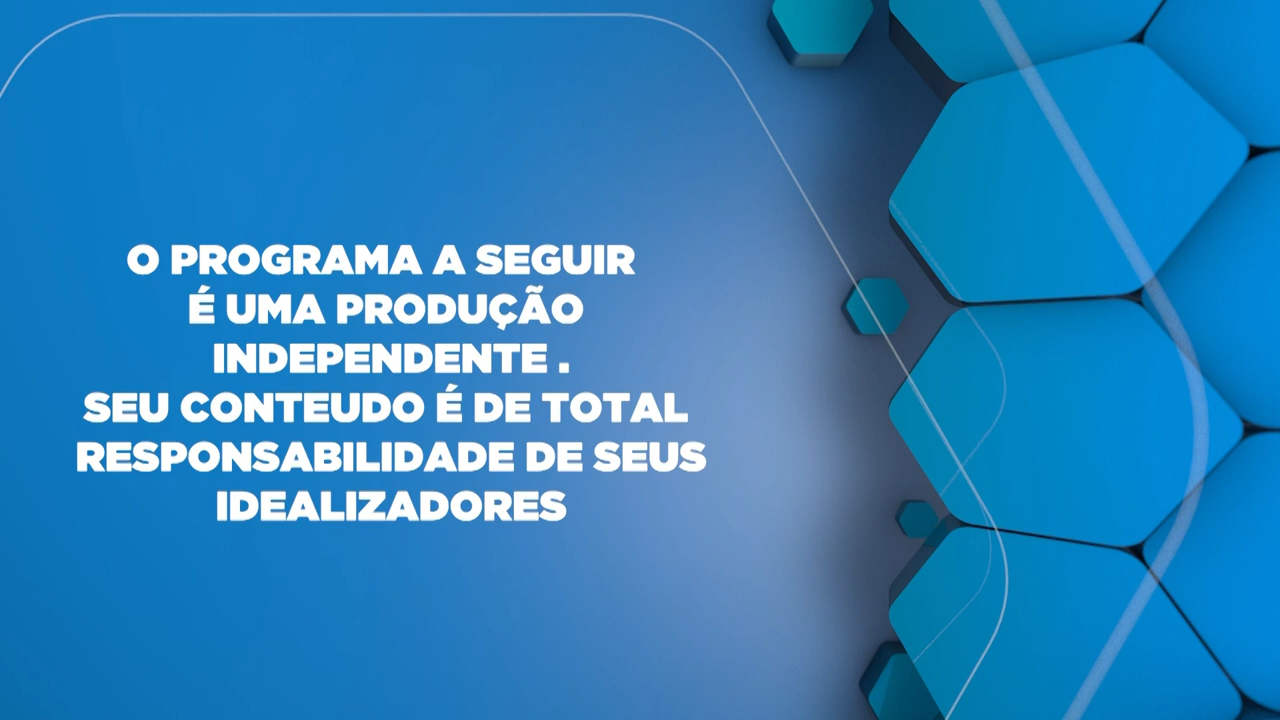 O PROGRAMA A SEGUIR
É UMA PRODUÇÃO
INDEPENDENTE .
SEU CONTEUDO É DE TOTAL
RESPONSABILIDADE DE SEUS
IDEALIZADORES